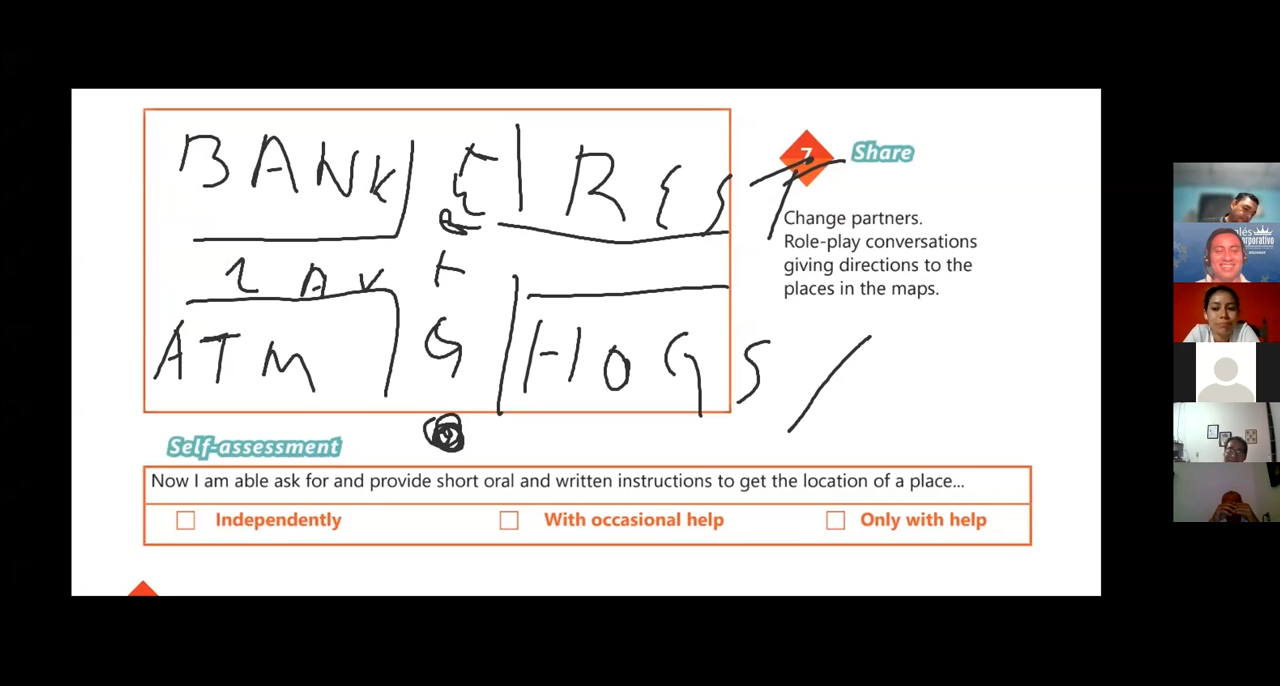 BANK REST
1 AV
ATM G HOGS
7 Share
Change partners.
Role-play conversations
giving directions to the
places in the maps.
Self-assessment
Now I am able ask for and provide short oral and written instructions to get the location of a place...
Independently With occasional help Only with help
glés
orporativo